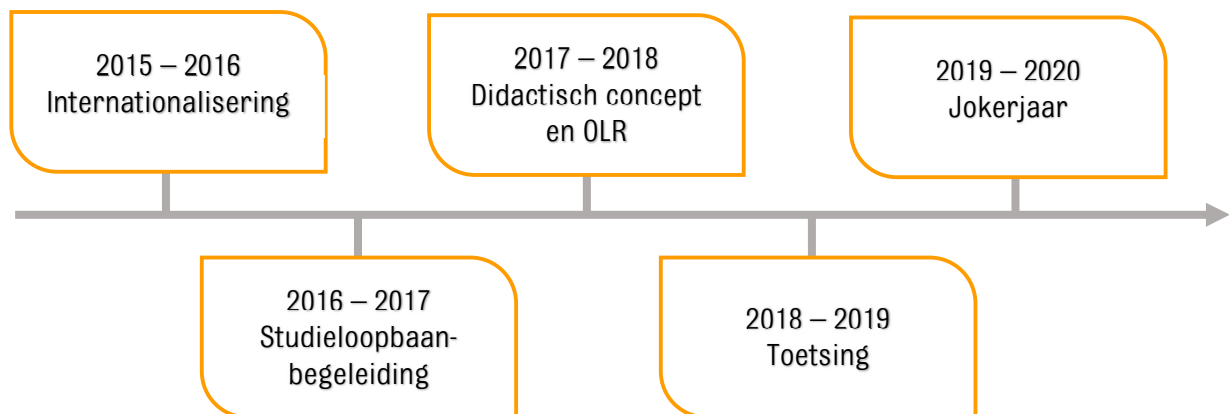 2015 – 2016
Internationalisering
2016 – 2017
Studieloopbaan-
begeleiding
2017 – 2018
Didactisch concept
en OLR
2018 – 2019
Toetsing
2019 – 2020
Jokerjaar